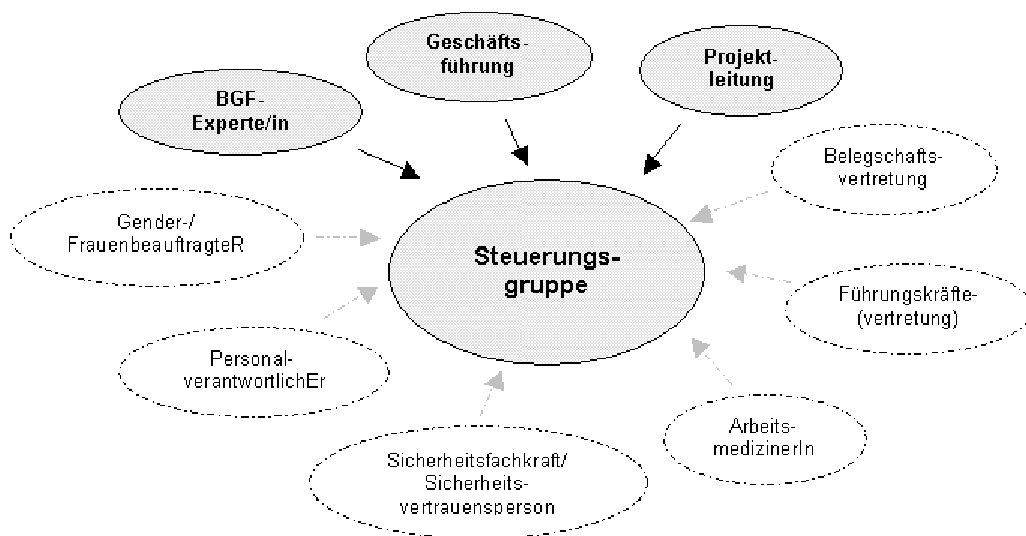 Geschäfts-
führung
Projekt-
leitung
BGF-
Experte/in
Belegschafts-
vertretung
Gender-/
FrauenbeauftragteR
Steuerungs-
gruppe
Führungskräfte-
(vertretung)
Personal-
verantwortlichEr
Arbeits-
medizinerIn
Sicherheitsfachkraft/
Sicherheits-
vertrauensperson